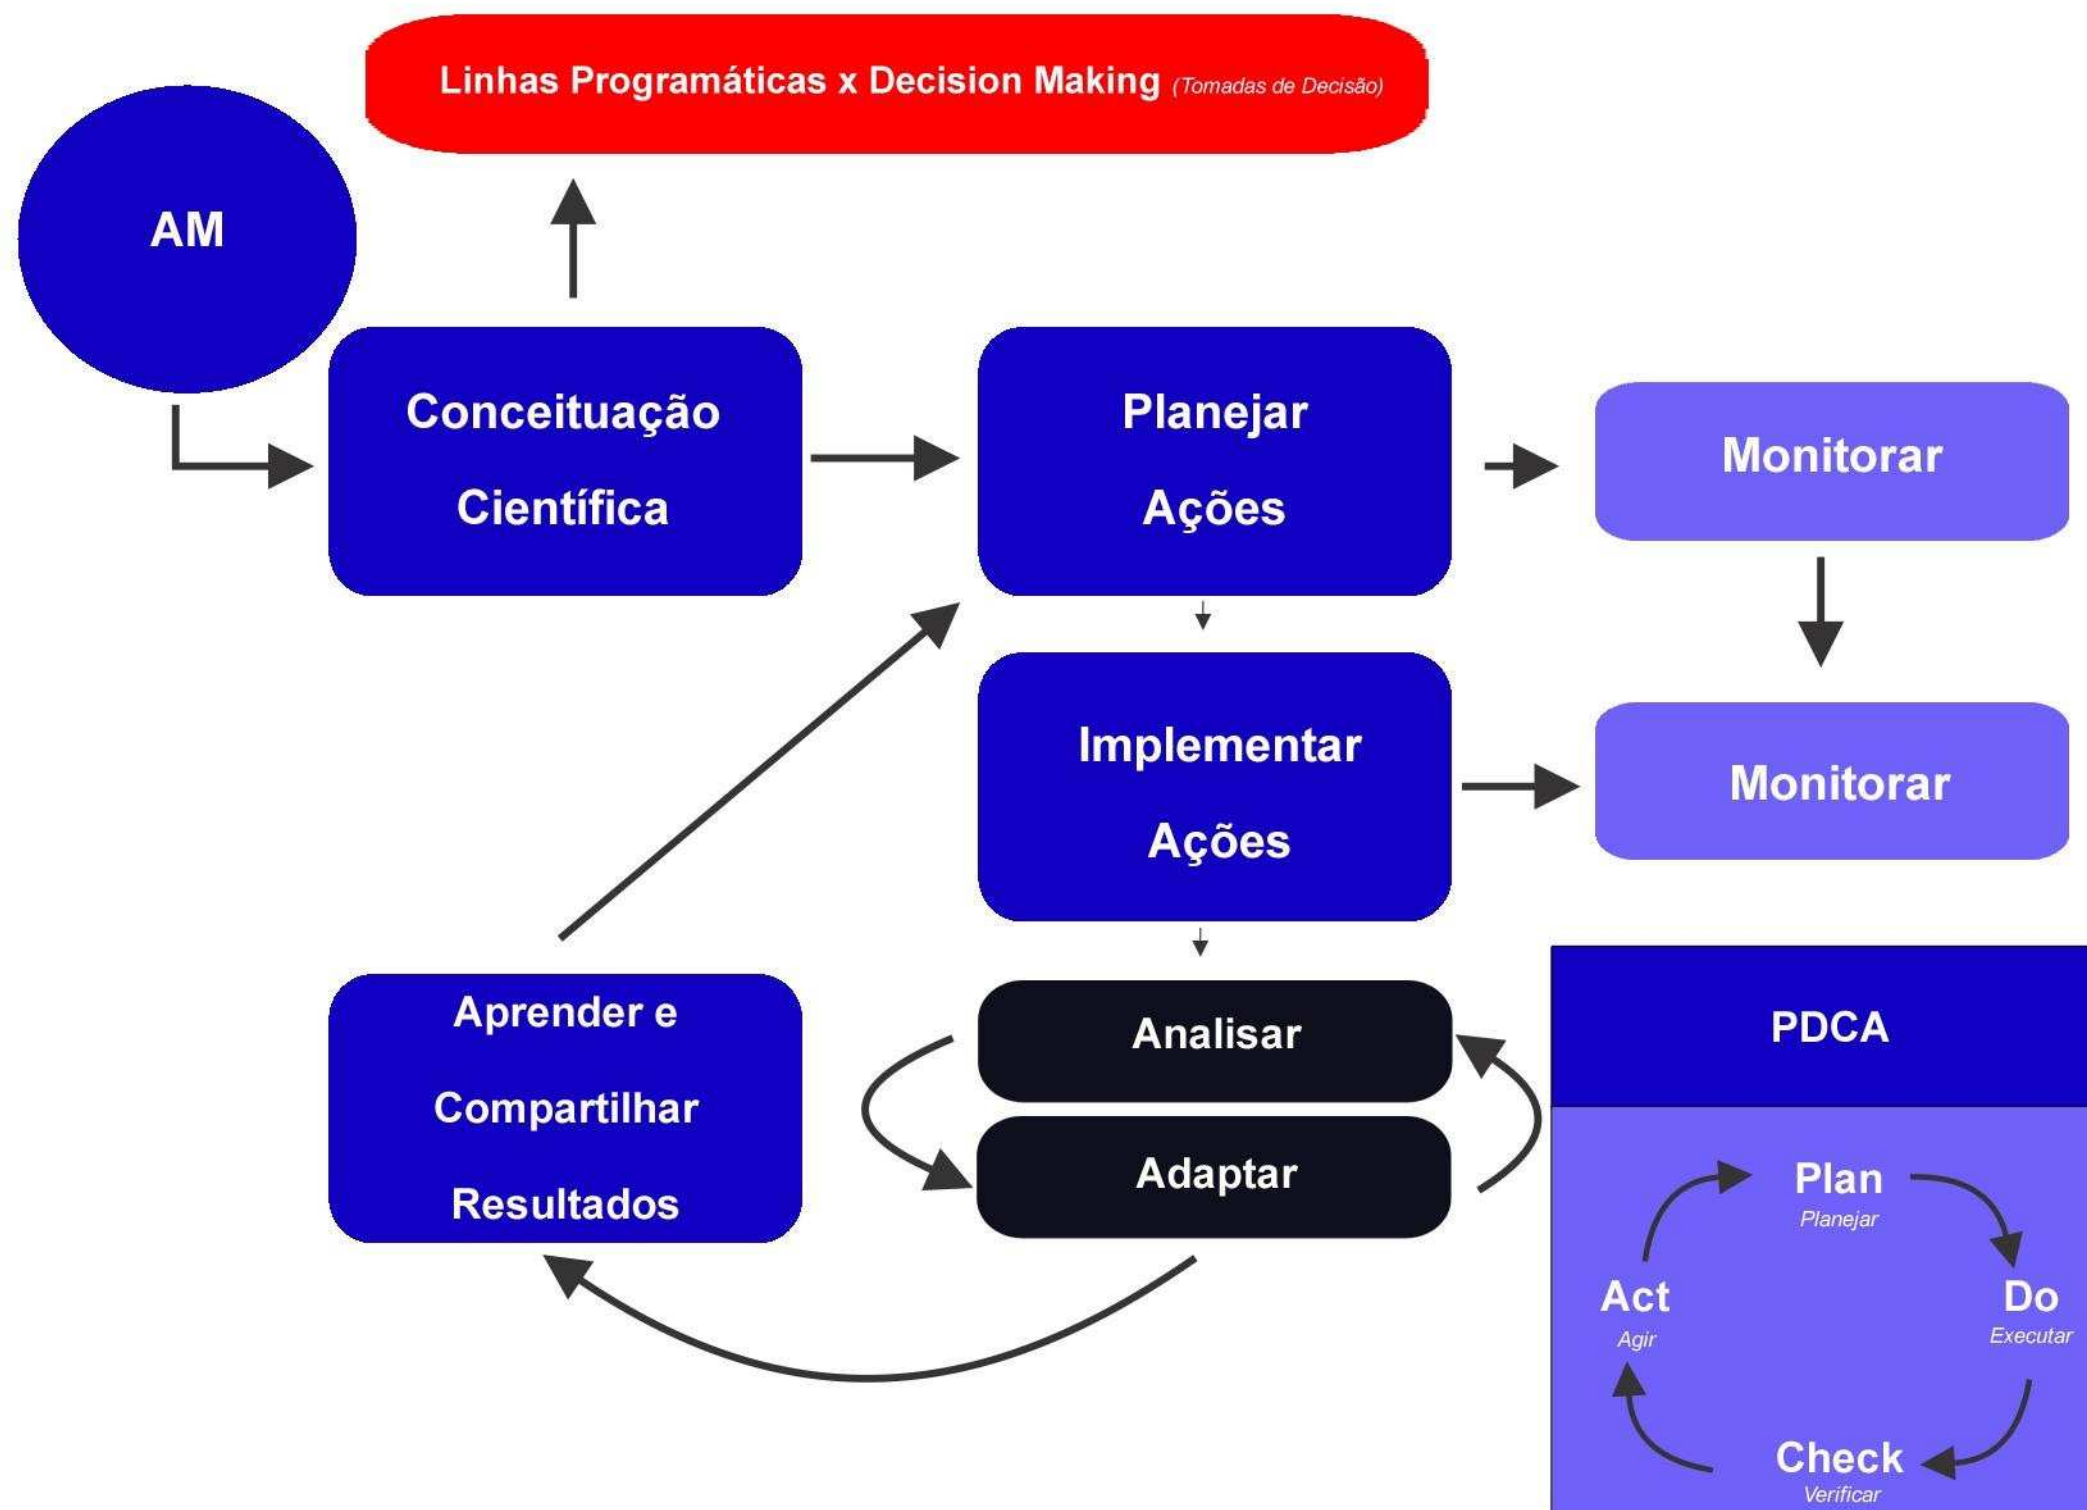 Linhas Programáticas x Decision Making (Tomadas de Decisão)
AM
Conceituação
Científica
Planejar
Ações
Monitorar
Implementar
Ações
Monitorar
Aprender e
Compartilhar
Resultados
Analisar
Adaptar
PDCA
Plan
Planejar
Act
Agir
Do
Executar
Check
Verificar